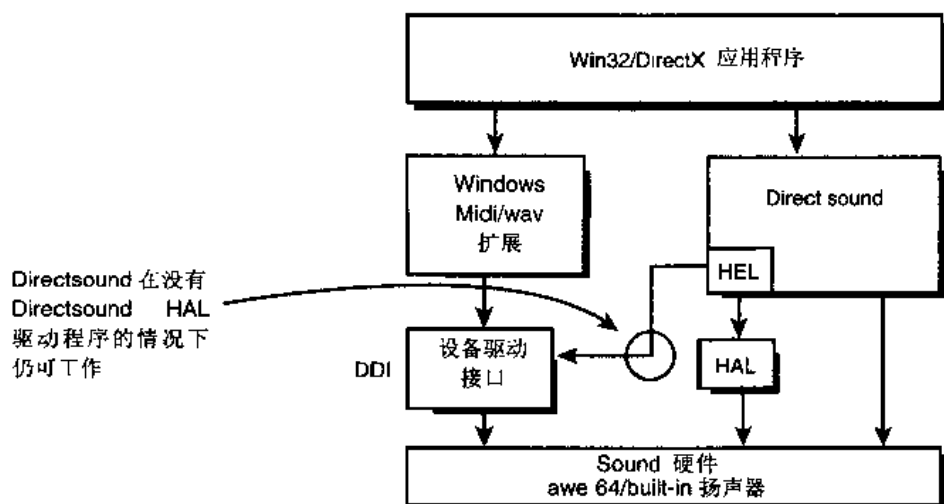 Win32/DirectX 应用程序
Windows
Midi/wav
扩展
Direct sound
HEL
Directsound 在没有
Directsound HAL
驱动程序的情况下
仍可工作
DDI
设备驱动
接口
HAL
Sound 硬件
awe 64/built-in 扬声器